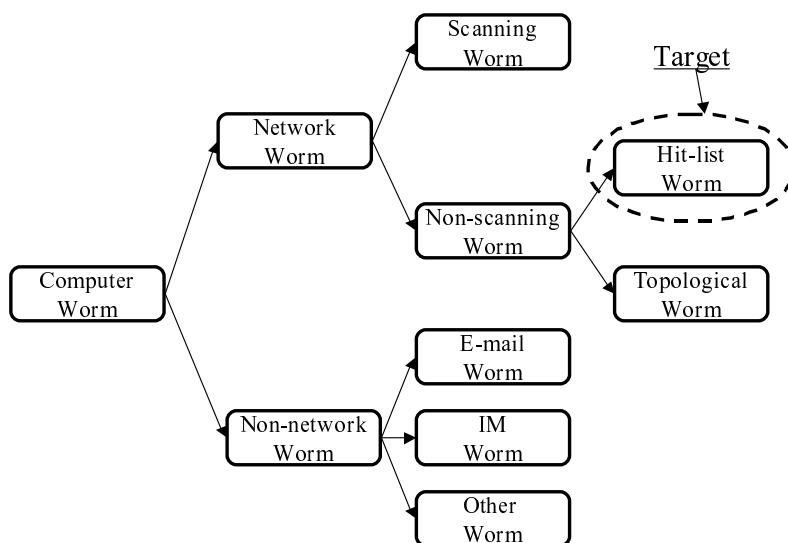 Scanning
Worm
Target
Network
Worm
Hit-list
Worm
Non-scanning
Worm
Computer
Worm
Topological
Worm
E-mail
Worm
Non-network
Worm
IM
Worm
Other
Worm